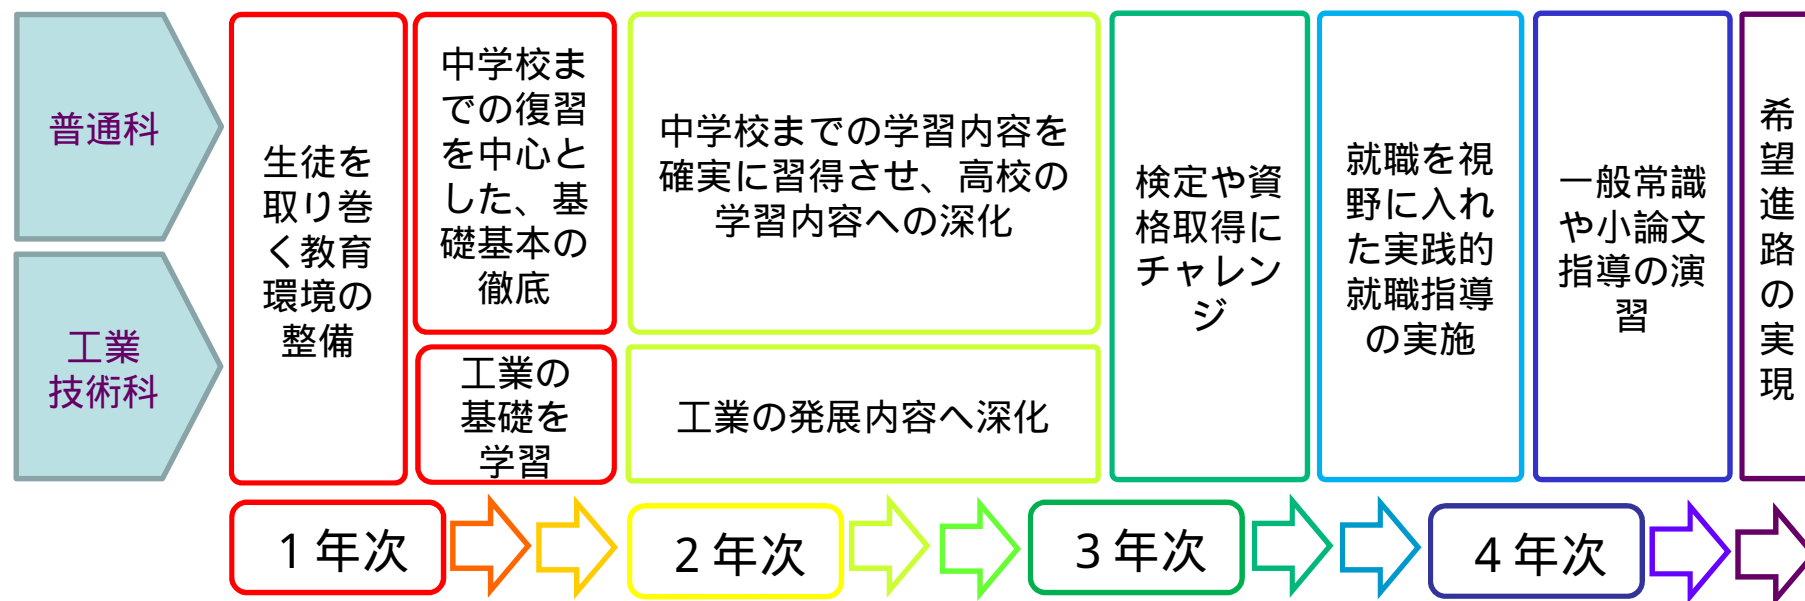 普通科
工業
技術科
生徒を
取り巻
く教育
環境の
整備
中学校ま
での復習
を中心と
した、基
礎基本の
徹底
工業の
基礎を
学習
中学校までの学習内容を
確実に習得させ、高校の
学習内容への深化
工業の発展内容へ深化
検定や資
格取得に
チャレン
ジ
就職を視
野に入れ
た実践的
就職指導
の実施
一般常識
や小論文
指導の演
習
希
望
進
路
の
実
現
1年次
2年次
3年次
4年次